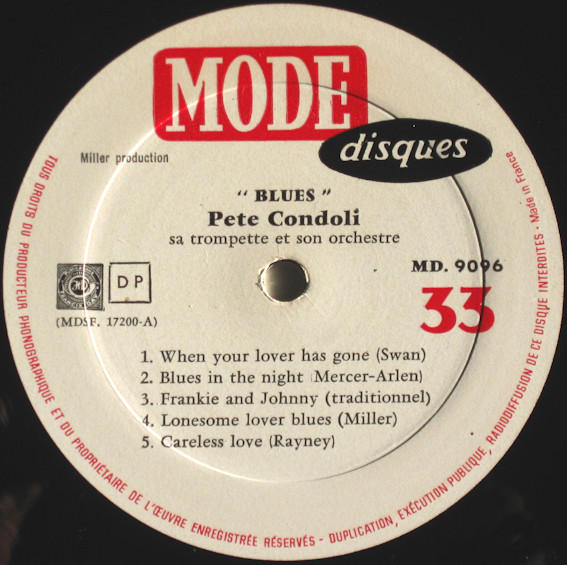 MODE
disques
Miller production
" BLUES "
Pete Condoli
sa trompette et son orchestre
MD. 9096
33
DP
(MDSF. 17200-A)
1. When your lover has gone (Swan)
2. Blues in the night (Mercer-Arlen)
3. Frankie and Johnny (traditionnel)
4. Lonesome lover blues (Miller)
5. Careless love (Rayney)
TOUS DROITS DU PRODUCTEUR PHONOGRAPHIQUE ET DU PROPRIÉTAIRE DE L'ŒUVRE ENREGISTRÉE RÉSERVÉS - DUPLICATION, EXÉCUTION PUBLIQUE, RADIODIFFUSION DE CE DISQUE INTERDITES - Made in France